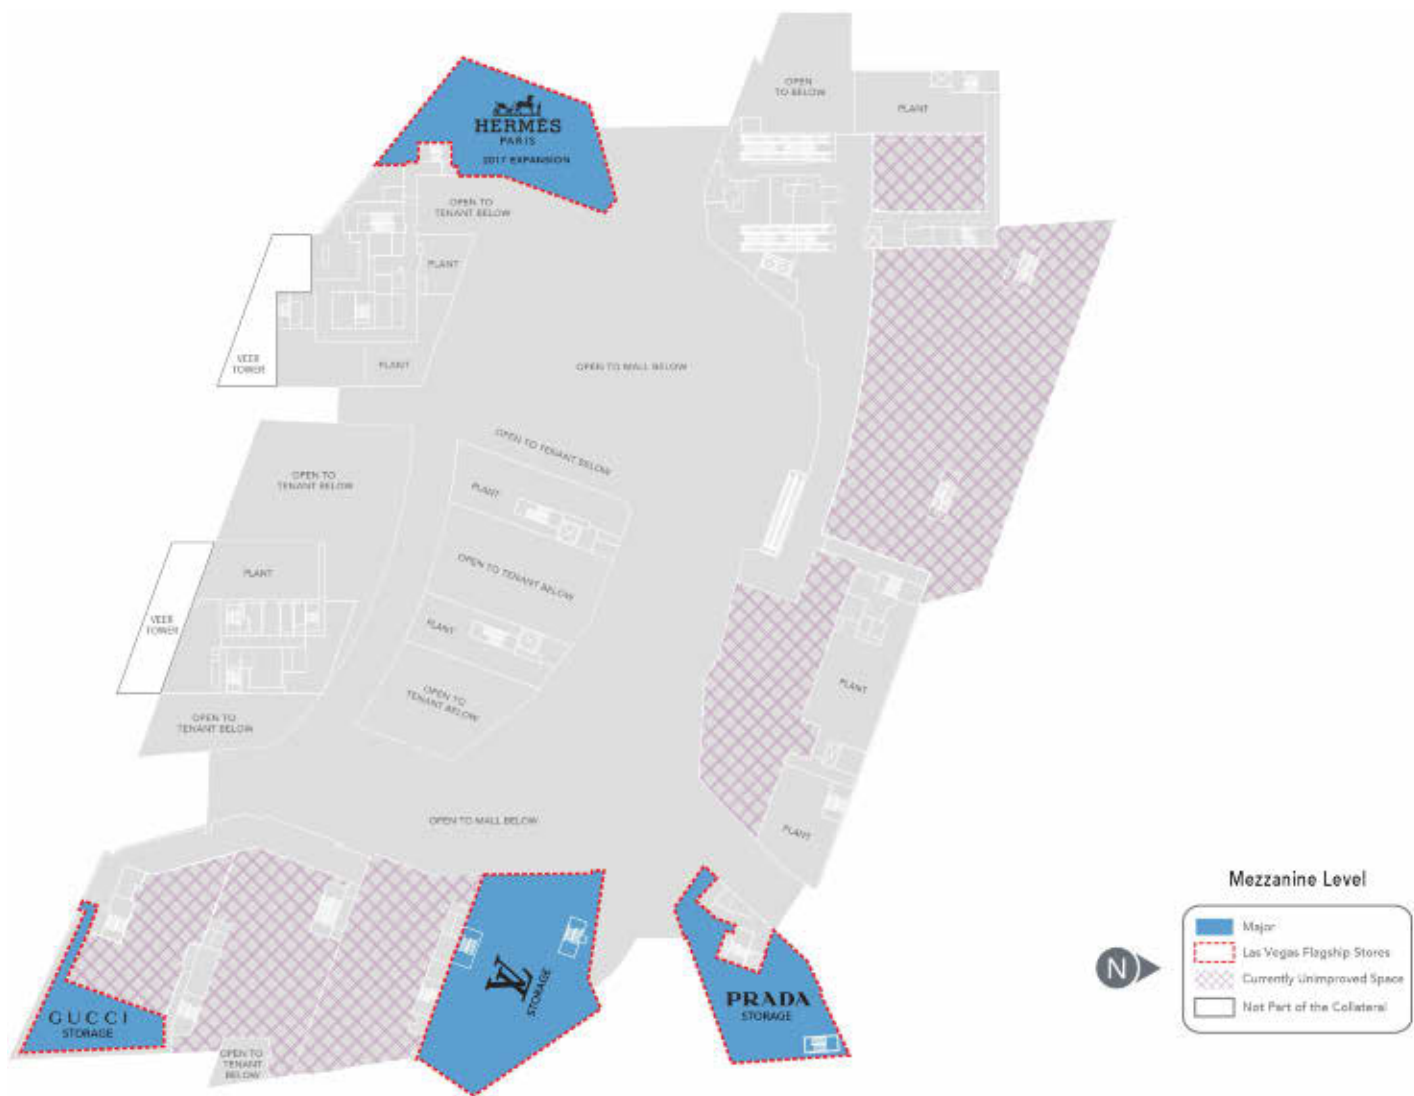 OPEN
TO BELOW
PLANT
HERMÈS
PARIS
2017 EXPANSION
OPEN TO
TENANT BELOW
PLANT
VEER
TOWER
PLANT
OPEN TO MALL BELOW
OPEN TO TENANT BELOW
OPEN TO
TENANT BELOW
PLANT
OPEN TO TENANT BELOW
PLANT
VEER
TOWER
PLANT
OPEN TO
TENANT BELOW
PLANT
OPEN TO
TENANT BELOW
OPEN TO MALL BELOW
PLANT
LV
STORAGE
PRADA
STORAGE
GUCCI
STORAGE
OPEN TO
TENANT
BELOW
Mezzanine Level
N
Major
Las Vegas Flagship Stores
Currently Unimproved Space
Not Part of the Collateral